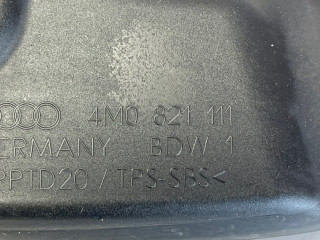 4M0 821 111
ERMANY BDW 1
PPTD20 / TPS-SBS<